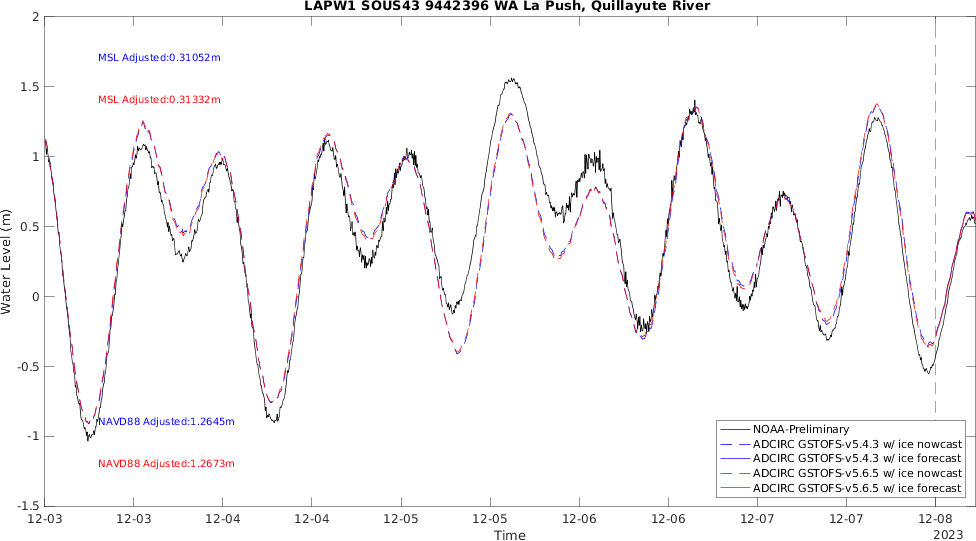 LAPW1 SOUS43 9442396 WA La Push, Quillayute River
2
1.5
1
0.5
0
-0.5
-1
-1.5
Water Level (m)
MSL Adjusted:0.31052m
MSL Adjusted:0.31332m
NAVD88 Adjusted:1.2645m
NAVD88 Adjusted:1.2673m
NOAA-Preliminary
ADCIRC GSTOFS-v5.4.3 w/ ice nowcast
ADCIRC GSTOFS-v5.4.3 w/ ice forecast
ADCIRC GSTOFS-v5.6.5 w/ ice nowcast
ADCIRC GSTOFS-v5.6.5 w/ ice forecast
12-03 12-03 12-04 12-04 12-05 12-05 12-06 12-06 12-07 12-07 12-08
Time
2023